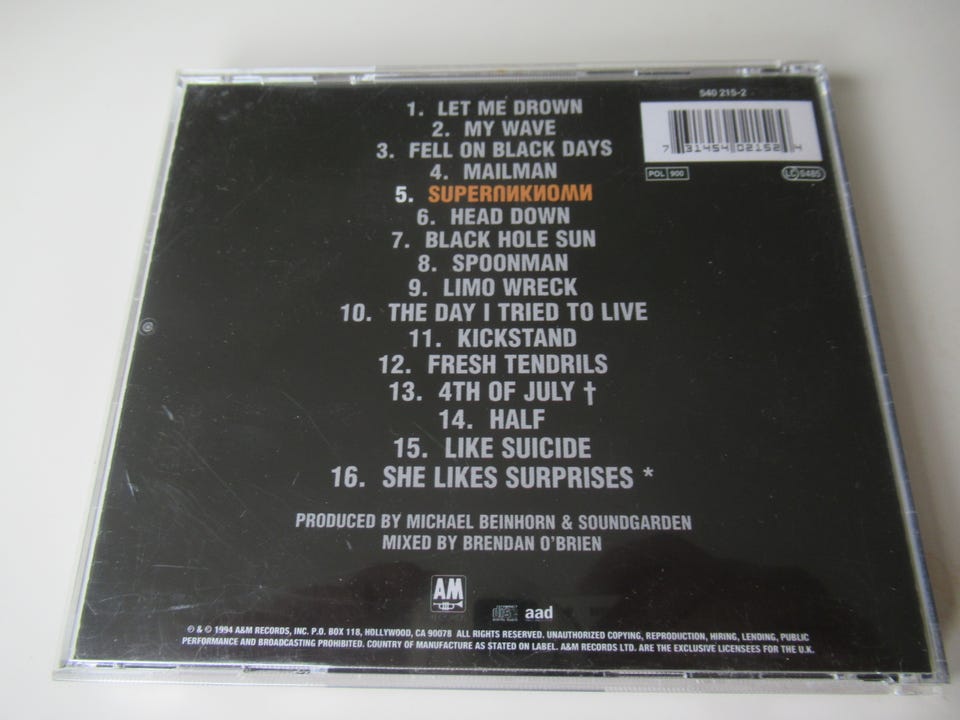 540 215-2
7 31454 02152 4
POL 900
LC 5485
1. LET ME DROWN
2. MY WAVE
3. FELL ON BLACK DAYS
4. MAILMAN
5. SUPERUNKNOWN
6. HEAD DOWN
7. BLACK HOLE SUN
8. SPOONMAN
9. LIMO WRECK
10. THE DAY I TRIED TO LIVE
11. KICKSTAND
12. FRESH TENDRILS
13. 4TH OF JULY †
14. HALF
15. LIKE SUICIDE
16. SHE LIKES SURPRISES *
PRODUCED BY MICHAEL BEINHORN & SOUNDGARDEN
MIXED BY BRENDAN O'BRIEN
AM
aad
℗ & © 1994 A&M RECORDS, INC. P.O. BOX 118, HOLLYWOOD, CA 90078 ALL RIGHTS RESERVED. UNAUTHORIZED COPYING, REPRODUCTION, HIRING, LENDING, PUBLIC
PERFORMANCE AND BROADCASTING PROHIBITED. COUNTRY OF MANUFACTURE AS STATED ON LABEL. A&M RECORDS LTD. ARE THE EXCLUSIVE LICENSEES FOR THE U.K.